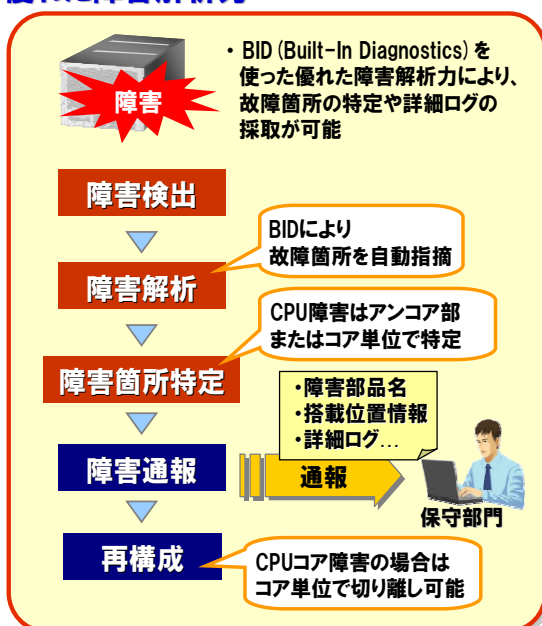 ・BID(Built-In Diagnostics)を
使った優れた障害解析力により、
故障箇所の特定や詳細ログの
採取が可能
障害
障害検出
BIDにより
故障箇所を自動指摘
障害解析
CPU障害はアンコア部
またはコア単位で特定
障害箇所特定
・障害部品名
・搭載位置情報
・詳細ログ…
障害通報
通報
保守部門
再構成
CPUコア障害の場合は
コア単位で切り離し可能